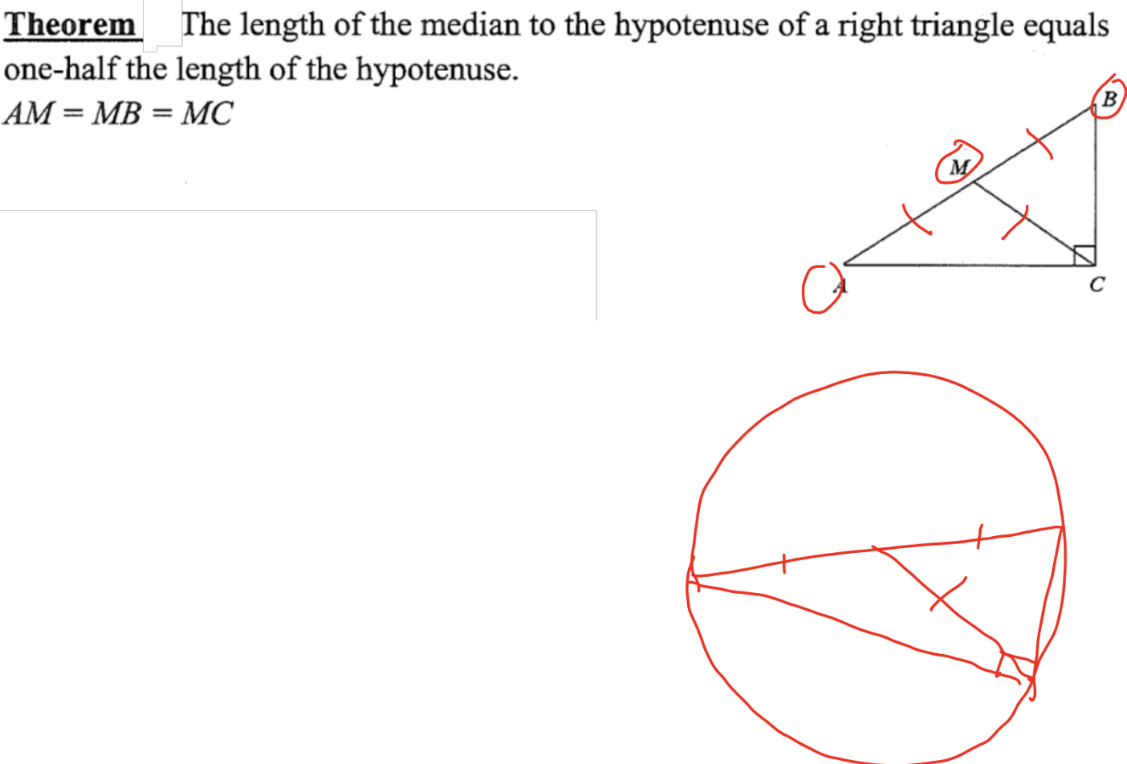 Theorem The length of the median to the hypotenuse of a right triangle equals
one-half the length of the hypotenuse.
AM = MB = MC
B
M
A
C